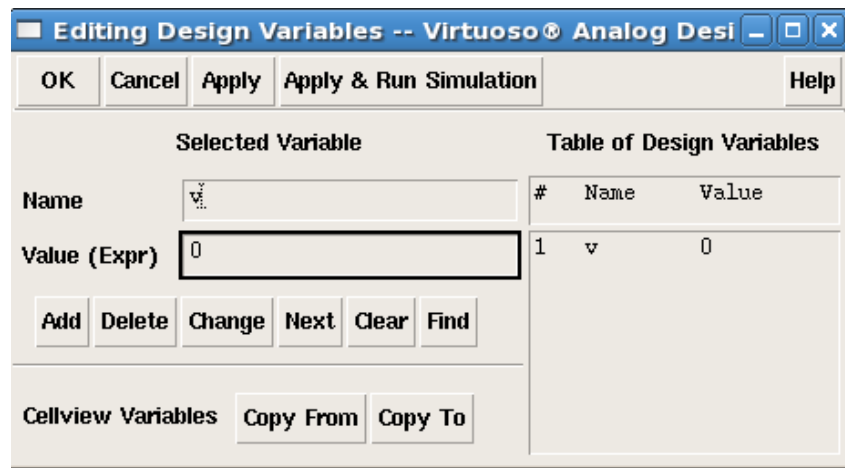 Editing Design Variables -- Virtuoso® Analog Desi
OK Cancel Apply Apply & Run Simulation Help
Selected Variable Table of Design Variables
Name v # Name Value
Value (Expr) 0 1 v 0
Add Delete Change Next Clear Find
Cellview Variables Copy From Copy To